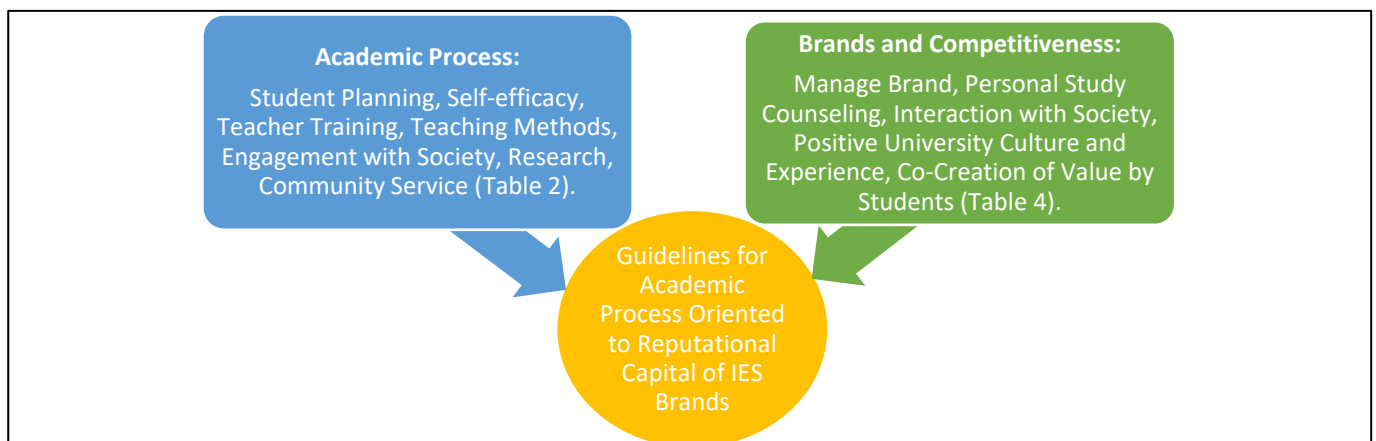 Academic Process:
Student Planning, Self-efficacy,
Teacher Training, Teaching Methods,
Engagement with Society, Research,
Community Service (Table 2).
Brands and Competitiveness:
Manage Brand, Personal Study
Counseling, Interaction with Society,
Positive University Culture and
Experience, Co-Creation of Value by
Students (Table 4).
Guidelines for
Academic
Process Oriented
to Reputational
Capital of IES
Brands